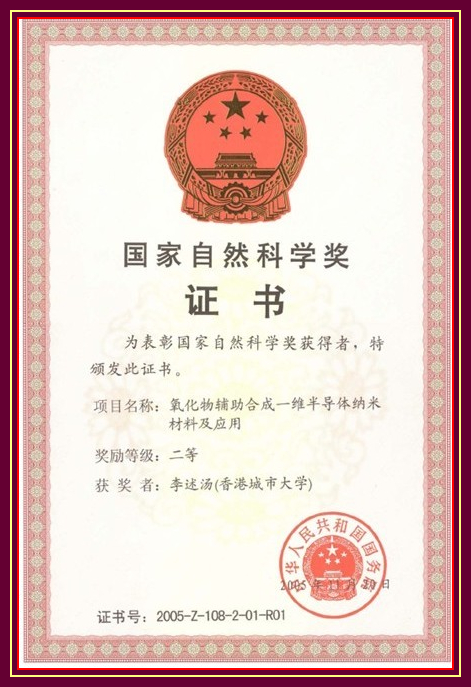 国家自然科学奖
证书
为表彰国家自然科学奖获得者，特
颁发此证书。
项目名称：氧化物辅助合成一维半导体纳米
材料及应用
奖励等级：二等
获奖者：李述汤(香港城市大学)
中华人民共和国国务院
2005年11月
证书号：2005-Z-108-2-01-R01